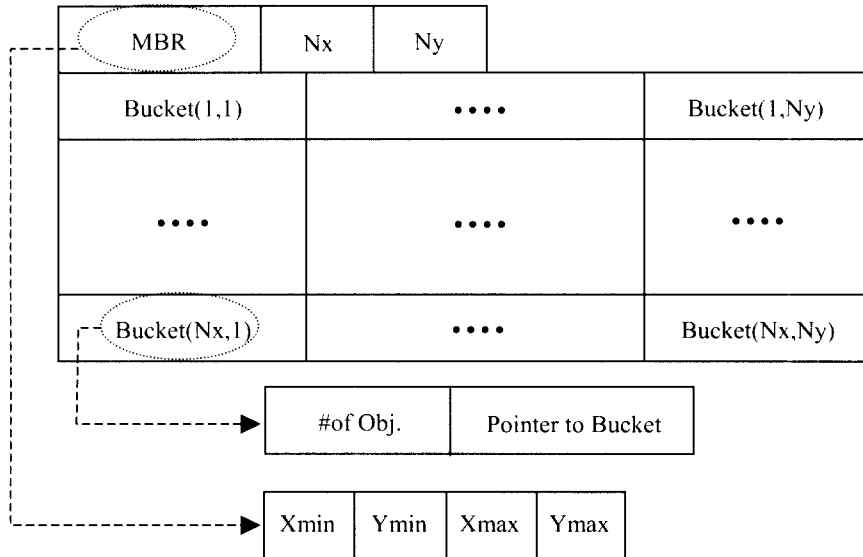 MBR Nx Ny
Bucket(1,1) •••• Bucket(1,Ny)
•••• •••• ••••
Bucket(Nx,1) •••• Bucket(Nx,Ny)
#of Obj. Pointer to Bucket
Xmin Ymin Xmax Ymax